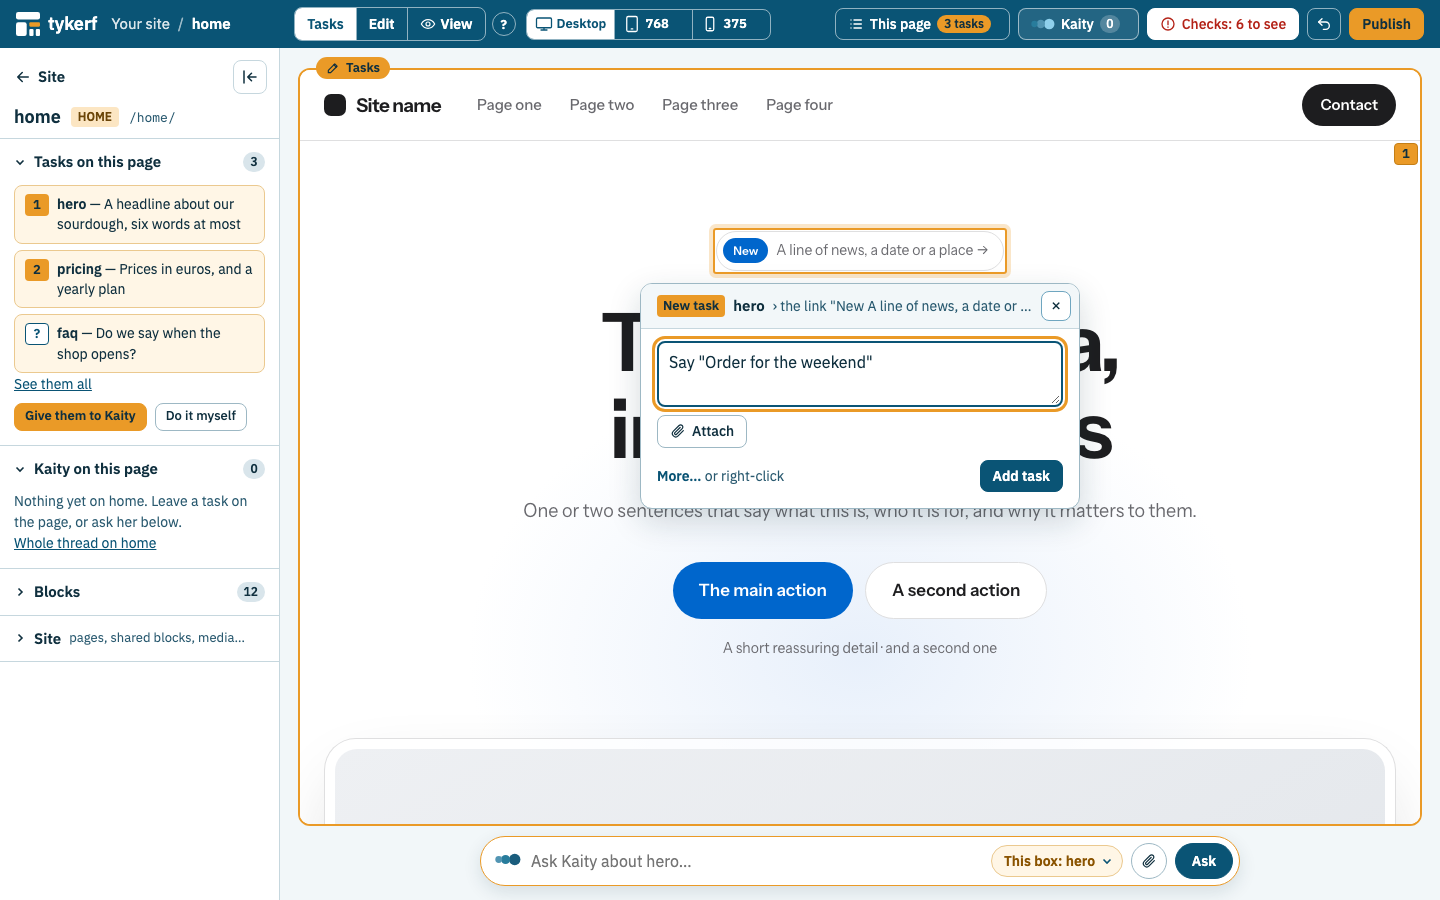 tykerf Your site / home Tasks Edit View ? Desktop 768 375 This page 3 tasks Kaity 0 Checks: 6 to see Publish
Site
home HOME /home/
Tasks on this page 3
1 hero — A headline about our
sourdough, six words at most
2 pricing — Prices in euros, and a
yearly plan
? faq — Do we say when the
shop opens?
See them all
Give them to Kaity Do it myself
Kaity on this page 0
Nothing yet on home. Leave a task on
the page, or ask her below.
Whole thread on home
Blocks 12
Site pages, shared blocks, media...
Tasks
Site name Page one Page two Page three Page four Contact
1
New A line of news, a date or a place →
New task hero › the link "New A line of news, a date or ... ×
Say "Order for the weekend"
Attach
More... or right-click Add task
One or two sentences that say what this is, who it is for, and why it matters to them.
The main action A second action
A short reassuring detail · and a second one
Ask Kaity about hero... This box: hero Ask